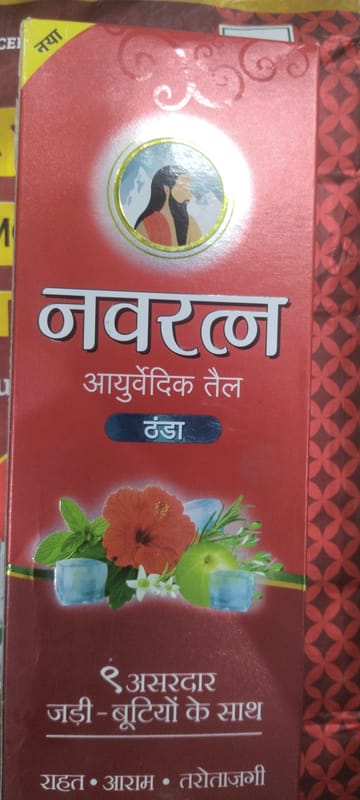 नया
नवरत्न
आयुर्वेदिक तैल
ठंडा
९ असरदार
जड़ी - बूटियों के साथ
राहत • आराम • तरोताज़गी